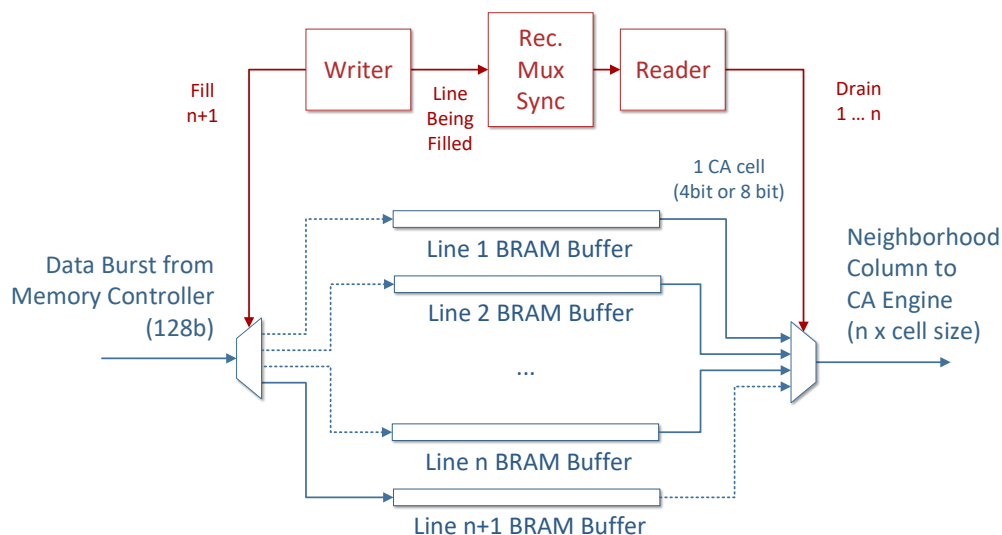 Writer
Rec.
Mux
Sync
Reader
Fill
n+1
Line
Being
Filled
Drain
1 ... n
1 CA cell
(4bit or 8 bit)
Line 1 BRAM Buffer
Data Burst from
Memory Controller
(128b)
Line 2 BRAM Buffer
Neighborhood
Column to
CA Engine
(n x cell size)
...
Line n BRAM Buffer
Line n+1 BRAM Buffer